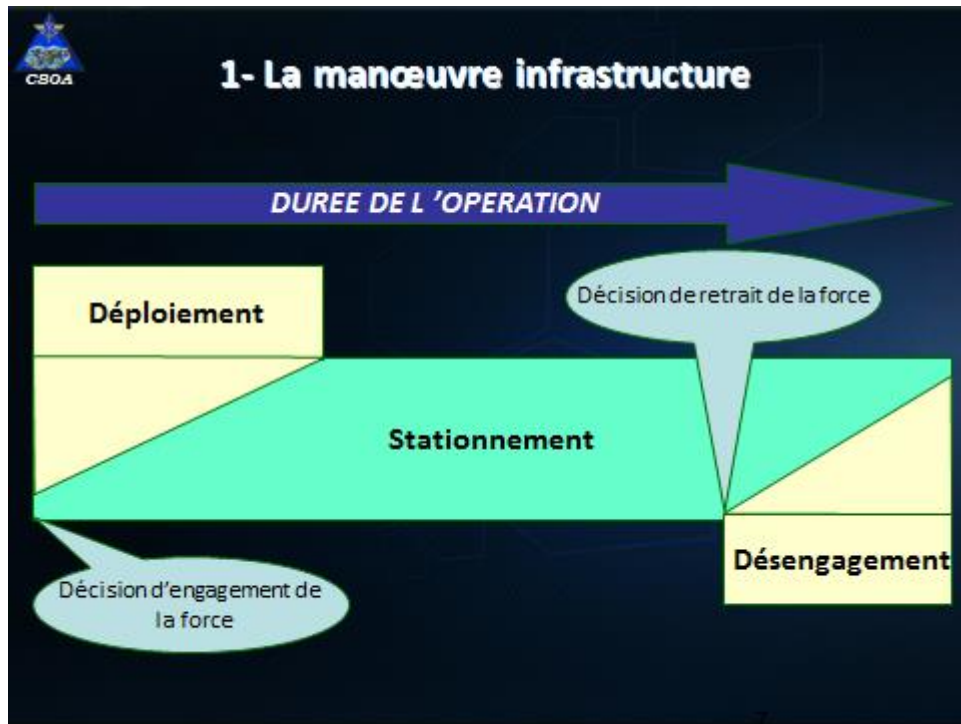 CSOA
1- La manœuvre infrastructure
DUREE DE L ’OPERATION
Déploiement
Décision de retrait de la force
Stationnement
Désengagement
Décision d’engagement de
la force
7